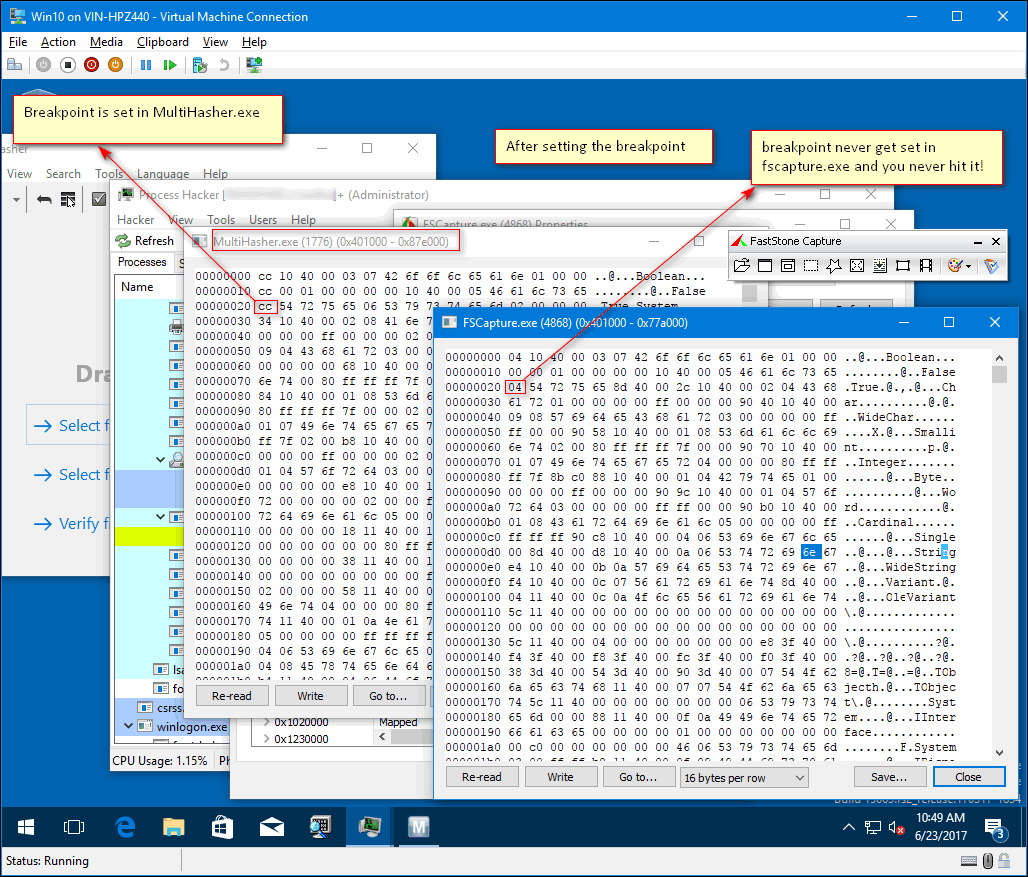 Win10 on VIN-HPZ440 - Virtual Machine Connection
File Action Media Clipboard View Help
Breakpoint is set in MultiHasher.exe
After setting the breakpoint
breakpoint never get set in
fscapture.exe and you never hit it!
asher
View Search Tools Language Help
Process Hacker [ ]+ (Administrator)
Hacker View Tools Users Help
FSCapture.exe (4868) Properties
Refresh
Processes
Name
MultiHasher.exe (1776) (0x401000 - 0x87e000)
00000000 cc 10 40 00 03 07 42 6f 6f 6c 65 61 6e 01 00 00 ..@...Boolean...
00000010 cc 00 01 00 00 00 00 10 40 00 05 46 61 6c 73 65 ........@..False
00000020 cc 54 72 75 65 06 53 79 73 74 65 6d 02 00 00 00 .True.System....
00000030 34 10 40 00 02 08 41 6e
00000040 00 00 00 ff 00 00 00 02
00000050 09 04 43 68 61 72 03 00
00000060 00 00 00 00 68 10 40 00
00000070 6e 74 00 80 ff ff ff 7f
00000080 84 10 40 00 01 08 53 6d
00000090 80 ff ff ff 7f 00 00 02
000000a0 01 07 49 6e 74 65 67 65
000000b0 ff 7f 02 00 b8 10 40 00
000000c0 00 00 00 ff 00 00 00 02
000000d0 01 04 57 6f 72 64 03 00
000000e0 00 00 00 00 e8 10 40 00
000000f0 72 00 00 00 00 02 00 00
00000100 72 64 69 6e 61 6c 05 00
00000110 00 00 00 00 18 11 40 00
00000120 00 00 00 00 00 00 80 ff
00000130 00 00 00 00 38 11 40 00
00000140 00 00 00 00 00 00 00 00
00000150 02 00 00 00 58 11 40 00
00000160 49 6e 74 04 00 00 00 80
00000170 74 11 40 00 01 0a 4e 61
00000180 05 00 00 00 00 ff ff ff
00000190 04 06 53 69 6e 67 6c 65
000001a0 04 08 45 78 74 65 6e 64
Re-read Write Go to...
0x1020000 Mapped
0x1230000
FastStone Capture
FSCapture.exe (4868) (0x401000 - 0x77a000)
00000000 04 10 40 00 03 07 42 6f 6f 6c 65 61 6e 01 00 00 ..@...Boolean...
00000010 00 00 01 00 00 00 00 10 40 00 05 46 61 6c 73 65 ........@..False
00000020 04 54 72 75 65 8d 40 00 2c 10 40 00 02 04 43 68 .True.@.,.@...Ch
00000030 61 72 01 00 00 00 00 ff 00 00 00 90 40 10 40 00 ar..........@.@.
00000040 09 08 57 69 64 65 43 68 61 72 03 00 00 00 00 ff ..WideChar......
00000050 ff 00 00 90 58 10 40 00 01 08 53 6d 61 6c 6c 69 ....X.@...Smalli
00000060 6e 74 02 00 80 ff ff ff 7f 00 00 90 70 10 40 00 nt..........p.@.
00000070 01 07 49 6e 74 65 67 65 72 04 00 00 00 80 ff ff ..Integer.......
00000080 ff 7f 8b c0 88 10 40 00 01 04 42 79 74 65 01 00 ......@...Byte..
00000090 00 00 00 ff 00 00 00 90 9c 10 40 00 01 04 57 6f ..........@...Wo
000000a0 72 64 03 00 00 00 00 ff ff 00 00 90 b0 10 40 00 rd............@.
000000b0 01 08 43 61 72 64 69 6e 61 6c 05 00 00 00 00 ff ..Cardinal......
000000c0 ff ff ff 90 c8 10 40 00 04 06 53 69 6e 67 6c 65 ......@...Single
000000d0 00 8d 40 00 d8 10 40 00 0a 06 53 74 72 69 6e 67 ..@...@...String
000000e0 e4 10 40 00 0b 0a 57 69 64 65 53 74 72 69 6e 67 ..@...WideString
000000f0 f4 10 40 00 0c 07 56 61 72 69 61 6e 74 8d 40 00 ..@...Variant.@.
00000100 04 11 40 00 0c 0a 4f 6c 65 56 61 72 69 61 6e 74 ..@...OleVariant
00000110 5c 11 40 00 00 00 00 00 00 00 00 00 00 00 00 00 \.@.............
00000120 00 00 00 00 00 00 00 00 00 00 00 00 00 00 00 00 ................
00000130 5c 11 40 00 04 00 00 00 00 00 00 00 e8 3f 40 00 \.@..........?@.
00000140 f4 3f 40 00 f8 3f 40 00 fc 3f 40 00 f0 3f 40 00 .?@..?@..?@..?@.
00000150 38 3d 40 00 54 3d 40 00 90 3d 40 00 07 54 4f 62 8=@.T=@..=@..TOb
00000160 6a 65 63 74 68 11 40 00 07 07 54 4f 62 6a 65 63 jecth.@...TObjec
00000170 74 5c 11 40 00 00 00 00 00 00 00 06 53 79 73 74 t\.@........Syst
00000180 65 6d 00 00 88 11 40 00 0f 0a 49 49 6e 74 65 72 em....@...IInter
00000190 66 61 63 65 00 00 00 00 01 00 00 00 00 00 00 00 face............
000001a0 00 c0 00 00 00 00 00 00 46 06 53 79 73 74 65 6d ........F.System
Re-read Write Go to... 16 bytes per row Save... Close
Select f
Select f
Verify f
lsa
csrss.
winlogon.exe
CPU Usage: 1.15%
10:49 AM
6/23/2017
3
Status: Running